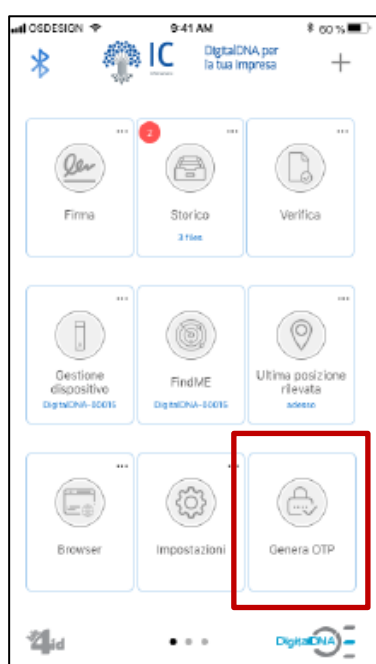 OSDESIGN 9:41 AM 60 %
IC DigitalDNA per
la tua impresa
Firma
2
Storico
3 files
Verifica
Gestione
dispositivo
DigitalDNA-00015
FindME
DigitalDNA-00015
Ultima posizione
rilevata
adesso
Browser
Impostazioni
Genera OTP
4id
DigitalDNA